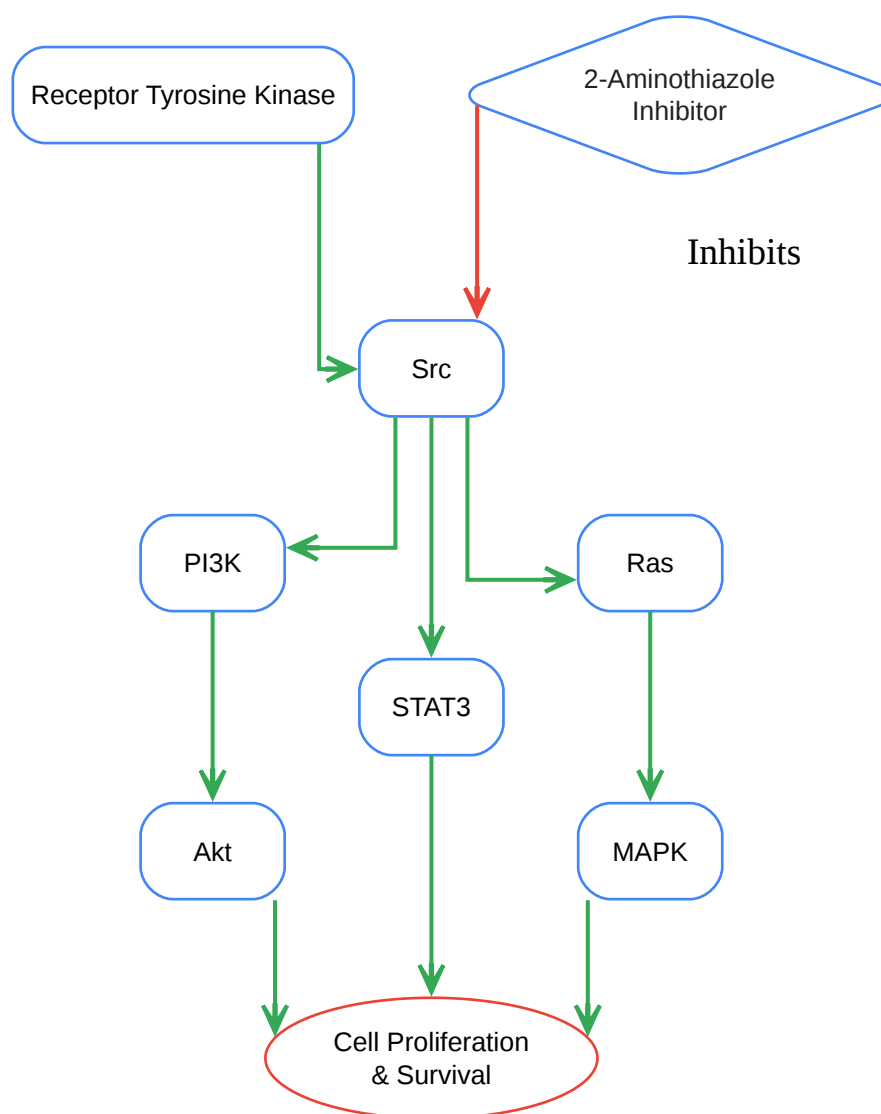 Receptor Tyrosine Kinase
2-Aminothiazole
Inhibitor
Inhibits
Src
PI3K
Ras
STAT3
Akt
MAPK
Cell Proliferation
& Survival